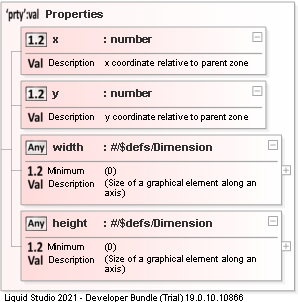 'prty':val Properties
1.2 x : number
Val Description x coordinate relative to parent zone
1.2 y : number
Val Description y coordinate relative to parent zone
Any width : #/$defs/Dimension
1.2 Minimum (0)
Val Description (Size of a graphical element along an
axis)
Any height : #/$defs/Dimension
1.2 Minimum (0)
Val Description (Size of a graphical element along an
axis)
Liquid Studio 2021 - Developer Bundle (Trial) 19.0.10.10866